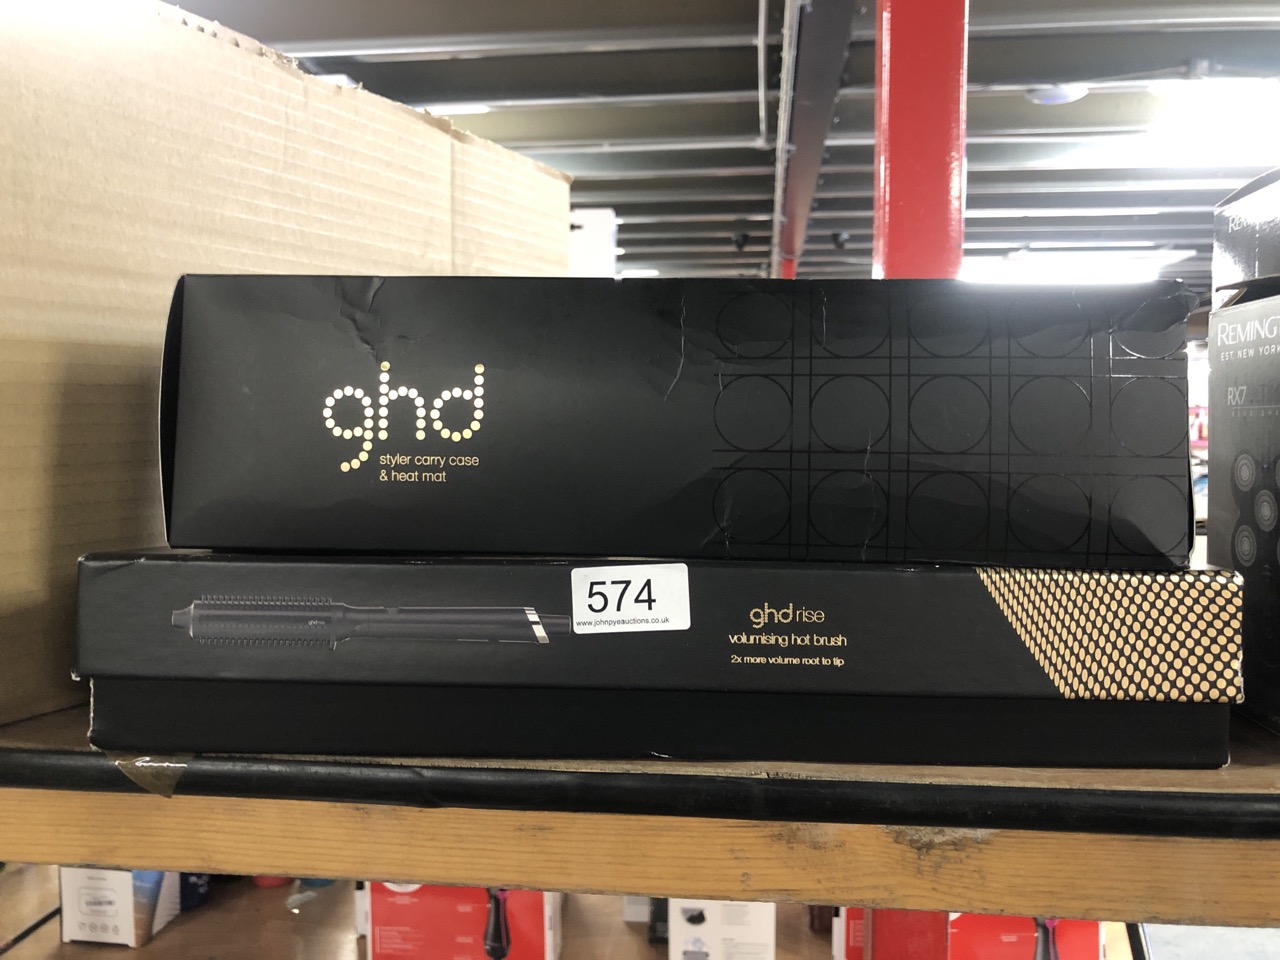 ghd
styler carry case
& heat mat
574
www.johnpyeauctions.co.uk
ghd rise
volumising hot brush
2x more volume root to tip
REMING
EST. NEW YORK
RX7